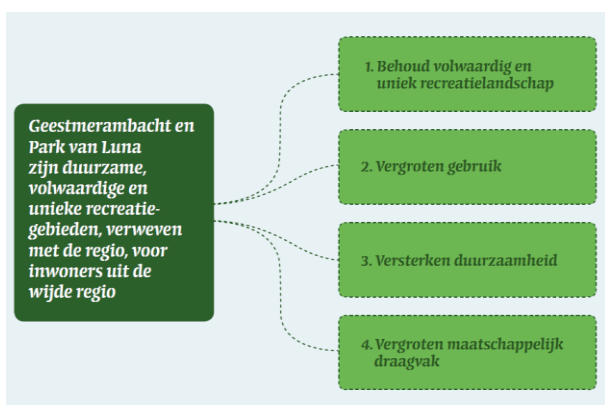 Geestmerambacht en
Park van Luna
zijn duurzame,
volwaardige en
unieke recreatie-
gebieden, verweven
met de regio, voor
inwoners uit de
wijde regio
1. Behoud volwaardig en
uniek recreatielandschap
2. Vergroten gebruik
3. Versterken duurzaamheid
4. Vergroten maatschappelijk
draagvak